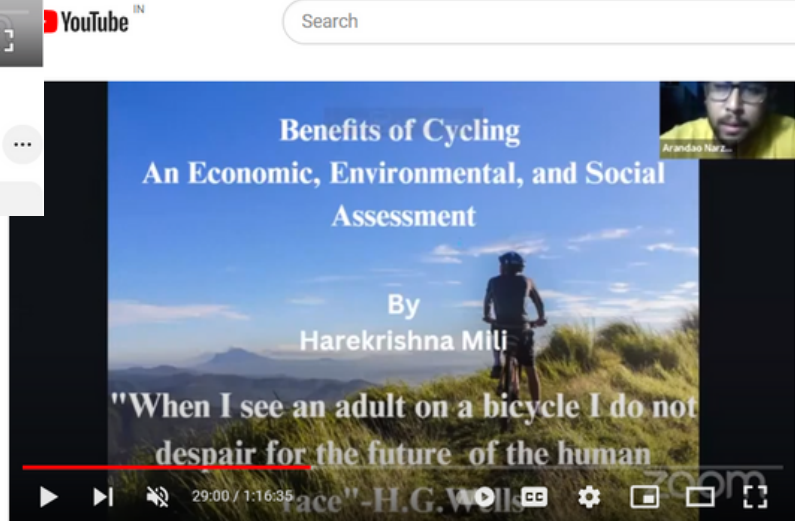 YouTube IN
Search
Benefits of Cycling
An Economic, Environmental, and Social
Assessment
Arandao Narz...
By
Harekrishna Mili
"When I see an adult on a bicycle I do not
despair for the future of the human
race"-H.G.Wells
29:00 / 1:16:35
CC
zoom